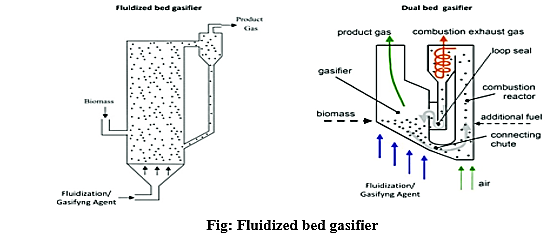 Fluidized bed gasifier
Product
Gas
Biomass
Fluidization/
Gasifyng Agent
Dual bed gasifier
product gas
combustion exhaust gas
loop seal
gasifier
combustion
reactor
biomass
additional fuel
connecting
chute
Fluidization/
Gasifyng Agent
air
Fig: Fluidized bed gasifier